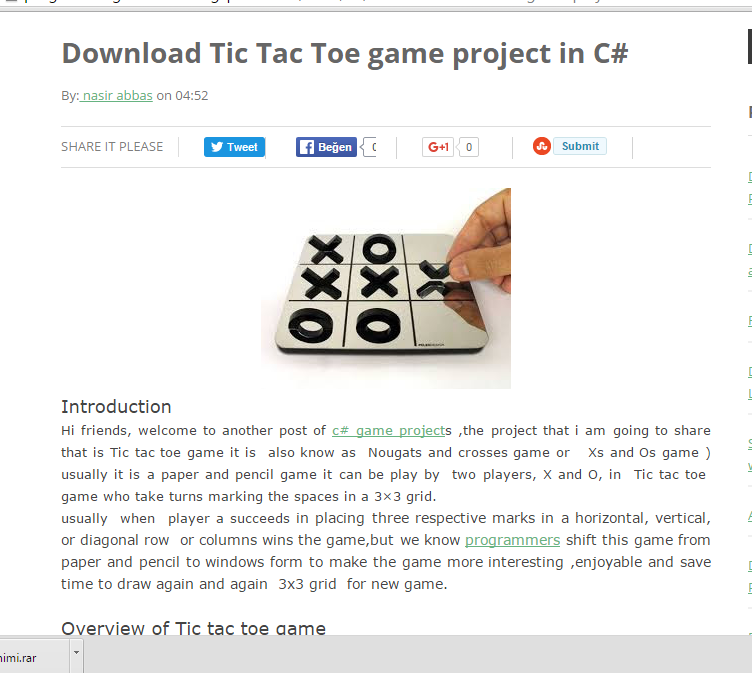 Download Tic Tac Toe game project in C#
By: nasir abbas on 04:52
SHARE IT PLEASE
Tweet
Beğen
G+1
0
Submit
Introduction
Hi friends, welcome to another post of c# game projects ,the project that i am going to share
that is Tic tac toe game it is also know as Nougats and crosses game or Xs and Os game )
usually it is a paper and pencil game it can be play by two players, X and O, in Tic tac toe
game who take turns marking the spaces in a 3×3 grid.
usually when player a succeeds in placing three respective marks in a horizontal, vertical,
or diagonal row or columns wins the game,but we know programmers shift this game from
paper and pencil to windows form to make the game more interesting ,enjoyable and save
time to draw again and again 3x3 grid for new game.
Overview of Tic tac toe game
imi.rar